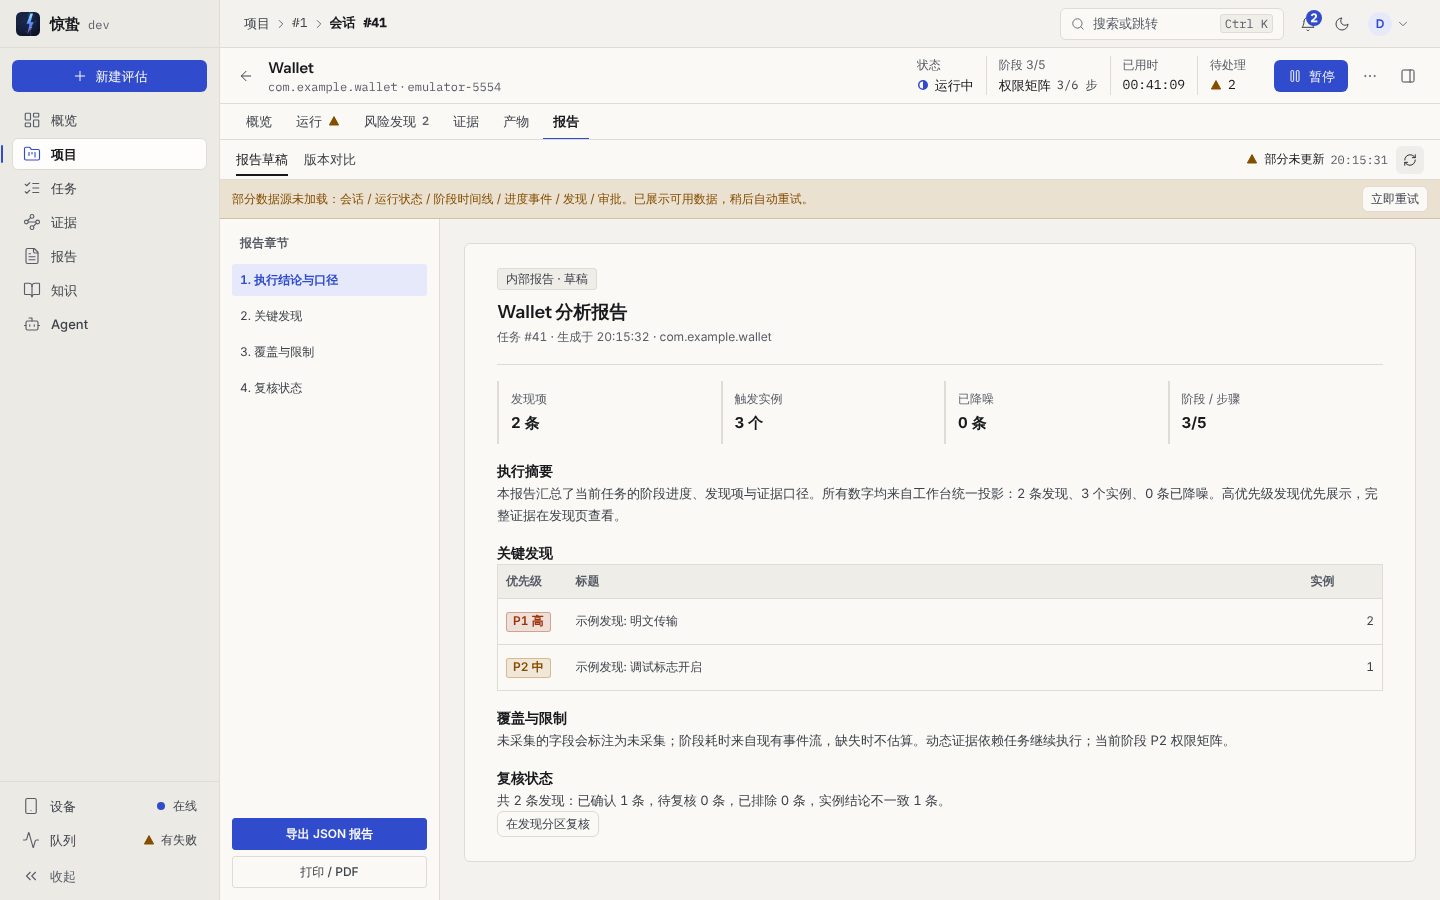 惊蛰 dev
项目 > #1 > 会话 #41
搜索或跳转 Ctrl K
2
D
新建评估
概览
项目
任务
证据
报告
知识
Agent
设备 在线
队列 有失败
收起
Wallet
com.example.wallet · emulator-5554
状态
运行中
阶段 3/5
权限矩阵 3/6 步
已用时
00:41:09
待处理
2
暂停
概览 运行 风险发现 2 证据 产物 报告
报告草稿 版本对比
部分未更新 20:15:31
部分数据源未加载：会话 / 运行状态 / 阶段时间线 / 进度事件 / 发现 / 审批。已展示可用数据，稍后自动重试。
立即重试
报告章节
1. 执行结论与口径
2. 关键发现
3. 覆盖与限制
4. 复核状态
导出 JSON 报告
打印 / PDF
内部报告 · 草稿
Wallet 分析报告
任务 #41 · 生成于 20:15:32 · com.example.wallet
发现项
2 条
触发实例
3 个
已降噪
0 条
阶段 / 步骤
3/5
执行摘要
本报告汇总了当前任务的阶段进度、发现项与证据口径。所有数字均来自工作台统一投影：2 条发现、3 个实例、0 条已降噪。高优先级发现优先展示，完
整证据在发现页查看。
关键发现
优先级 标题 实例
P1 高 示例发现: 明文传输 2
P2 中 示例发现: 调试标志开启 1
覆盖与限制
未采集的字段会标注为未采集；阶段耗时来自现有事件流，缺失时不估算。动态证据依赖任务继续执行；当前阶段 P2 权限矩阵。
复核状态
共 2 条发现：已确认 1 条，待复核 0 条，已排除 0 条，实例结论不一致 1 条。
在发现分区复核